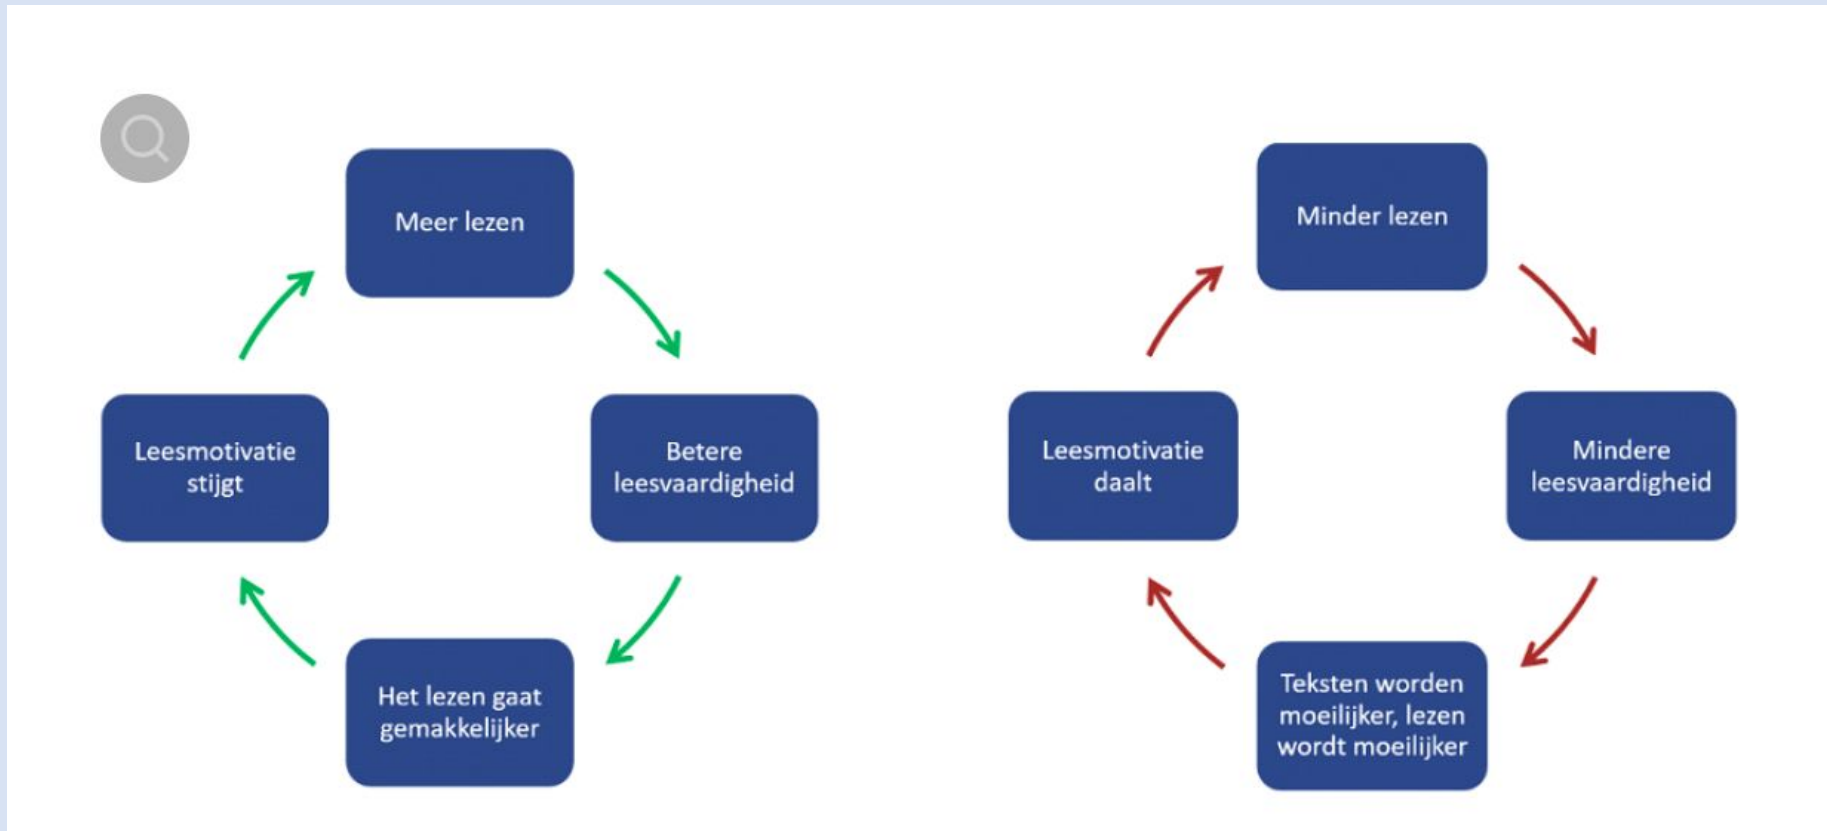 Meer lezen
Betere
leesvaardigheid
Het lezen gaat
gemakkelijker
Leesmotivatie
stijgt
Minder lezen
Mindere
leesvaardigheid
Teksten worden
moeilijker, lezen
wordt moeilijker
Leesmotivatie
daalt